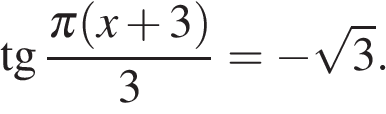 tg π(x+3)/3 = −√3.